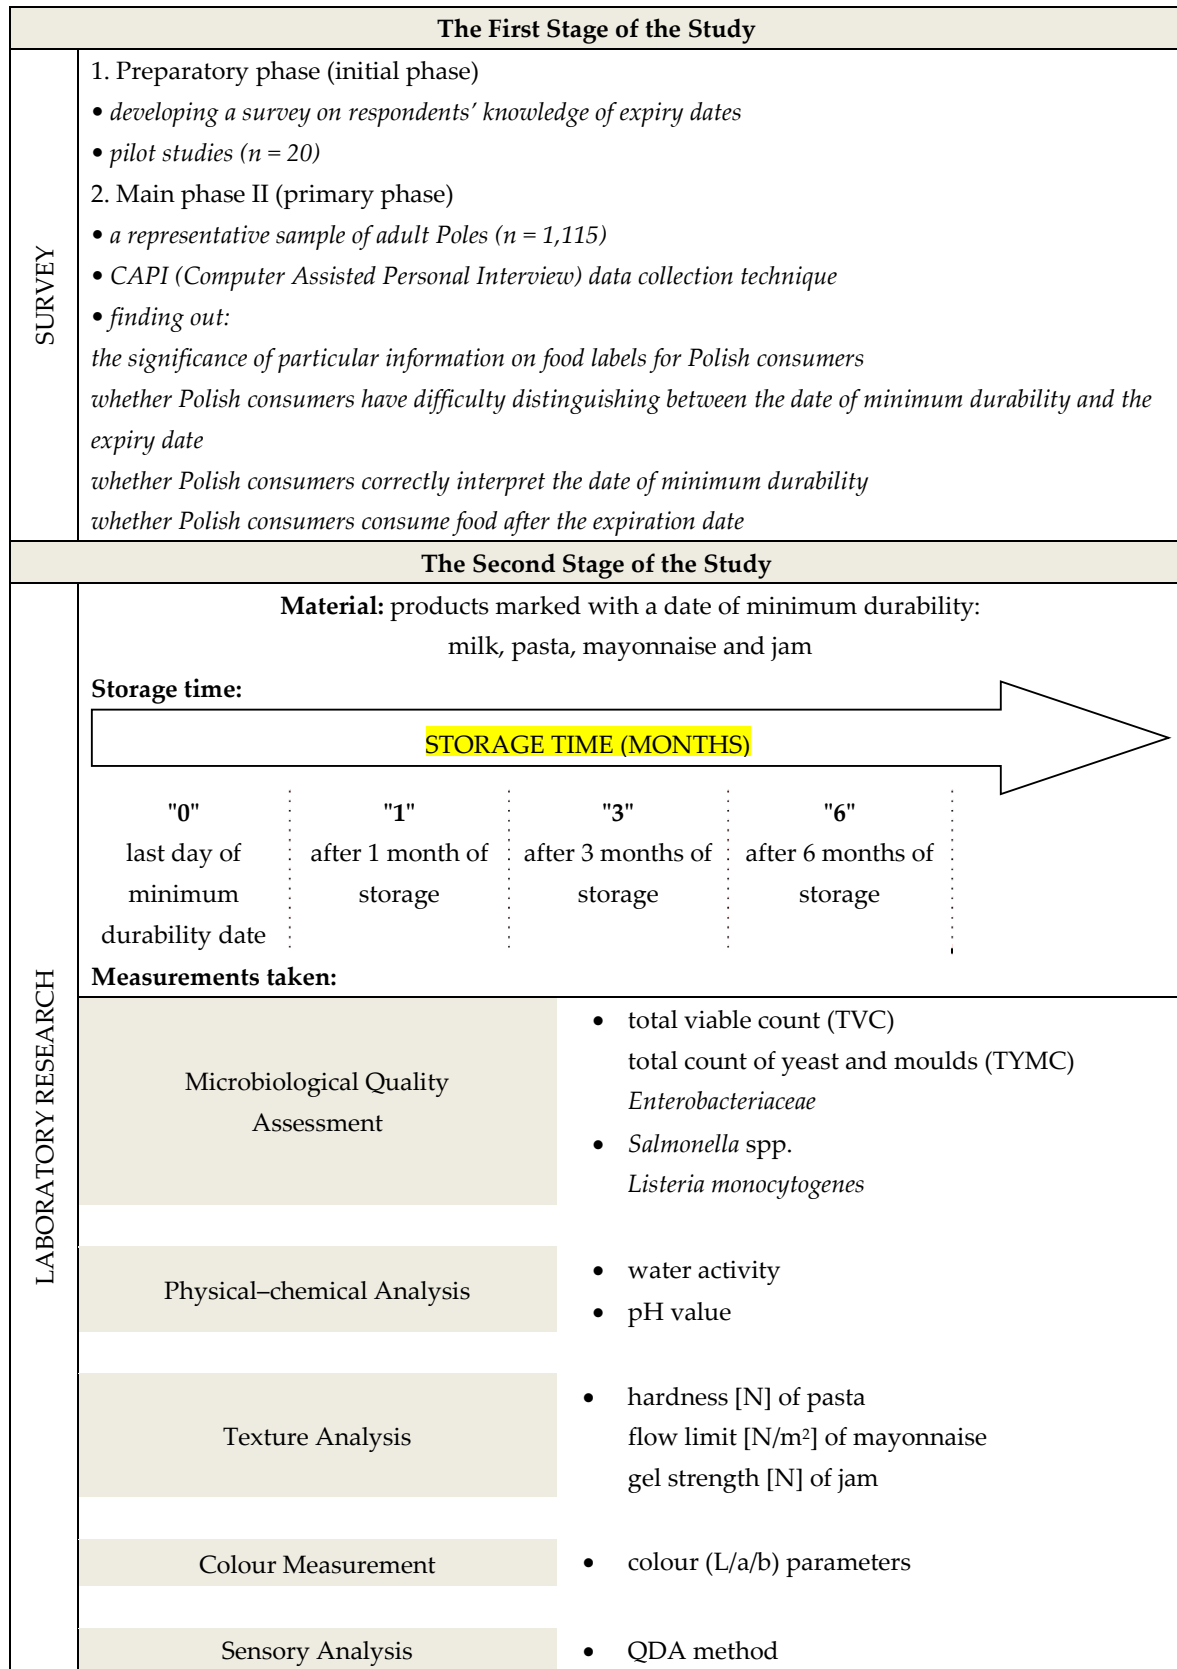 The First Stage of the Study
SURVEY
1. Preparatory phase (initial phase)
• developing a survey on respondents’ knowledge of expiry dates
• pilot studies (n = 20)
2. Main phase II (primary phase)
• a representative sample of adult Poles (n = 1,115)
• CAPI (Computer Assisted Personal Interview) data collection technique
• finding out:
the significance of particular information on food labels for Polish consumers
whether Polish consumers have difficulty distinguishing between the date of minimum durability and the
expiry date
whether Polish consumers correctly interpret the date of minimum durability
whether Polish consumers consume food after the expiration date
The Second Stage of the Study
LABORATORY RESEARCH
Material: products marked with a date of minimum durability:
milk, pasta, mayonnaise and jam
Storage time:
STORAGE TIME (MONTHS)
"0"
last day of
minimum
durability date
"1"
after 1 month of
storage
"3"
after 3 months of
storage
"6"
after 6 months of
storage
Measurements taken:
Microbiological Quality
Assessment
• total viable count (TVC)
total count of yeast and moulds (TYMC)
Enterobacteriaceae
• Salmonella spp.
Listeria monocytogenes
Physical–chemical Analysis
• water activity
• pH value
Texture Analysis
• hardness [N] of pasta
flow limit [N/m²] of mayonnaise
gel strength [N] of jam
Colour Measurement
• colour (L/a/b) parameters
Sensory Analysis
• QDA method